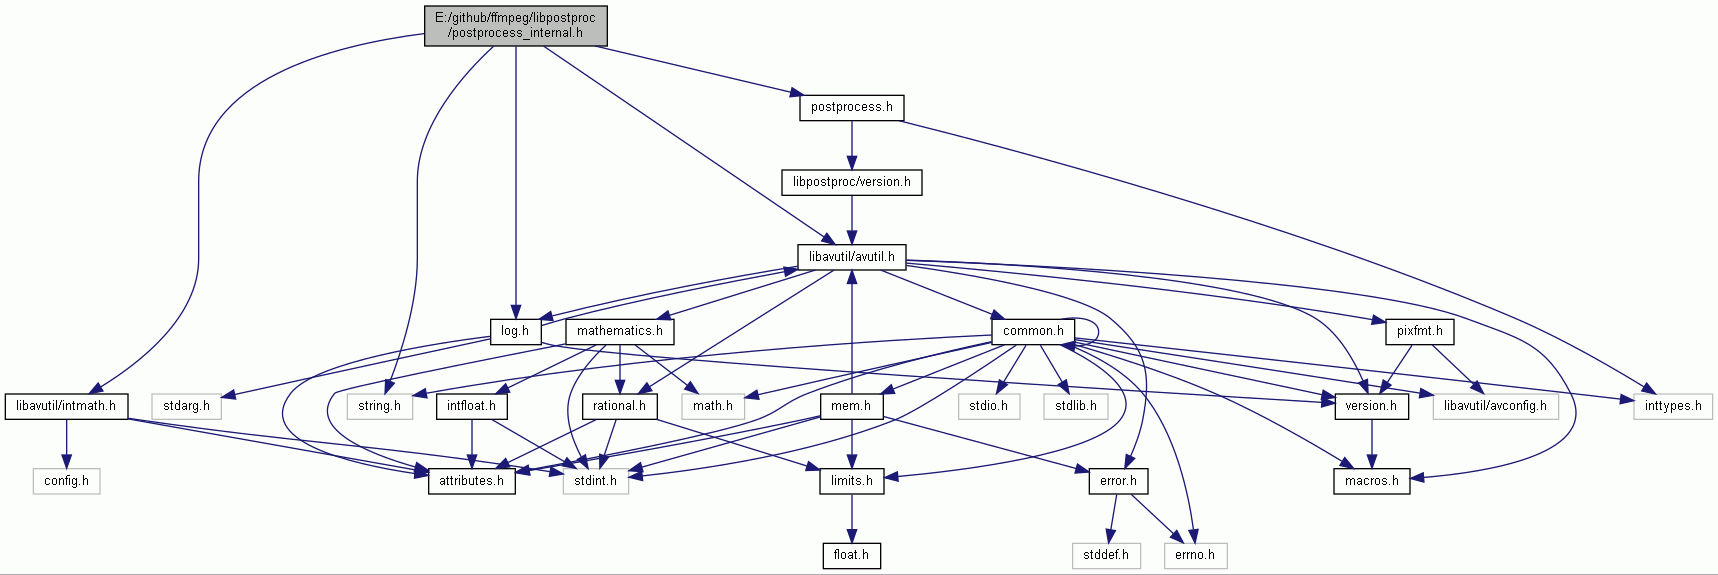 E:/github/ffmpeg/libpostproc
/postprocess_internal.h
postprocess.h
libpostproc/version.h
libavutil/avutil.h
log.h
mathematics.h
common.h
pixfmt.h
libavutil/intmath.h
stdarg.h
string.h
intfloat.h
rational.h
math.h
mem.h
stdio.h
stdlib.h
version.h
libavutil/avconfig.h
inttypes.h
config.h
attributes.h
stdint.h
limits.h
error.h
macros.h
float.h
stddef.h
errno.h